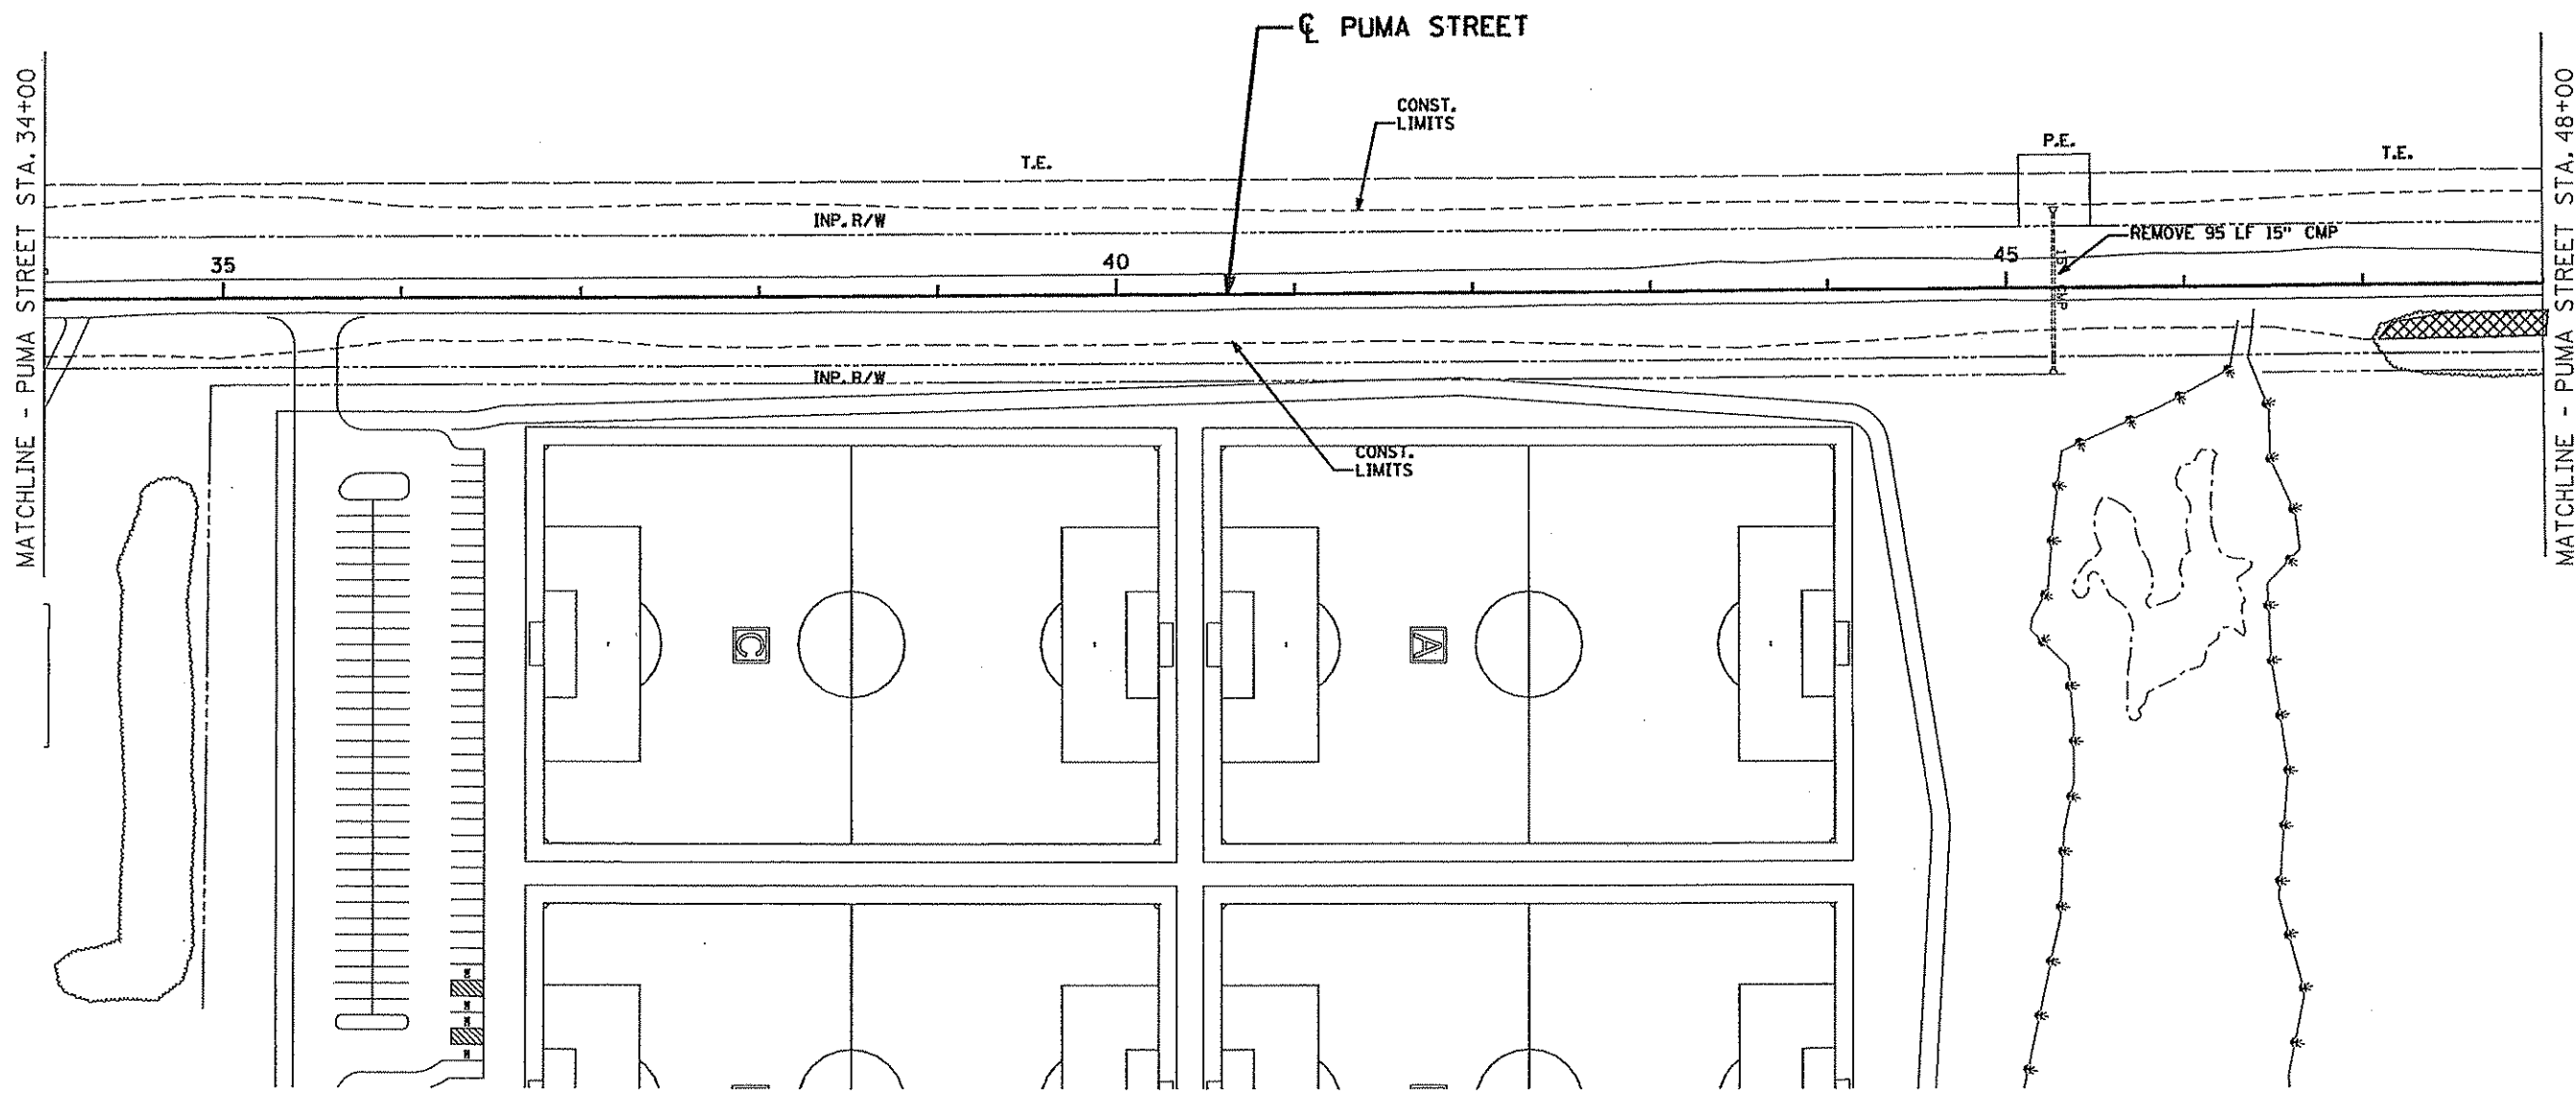 ℄ PUMA STREET
MATCHLINE - PUMA STREET STA. 34+00
CONST.
LIMITS
T.E.
P.E.
T.E.
MATCHLINE - PUMA STREET STA. 48+00
INP. R/W
REMOVE 95 LF 15" CMP
35
40
45
15" CMP
INP. R/W
CONST.
LIMITS
C
A